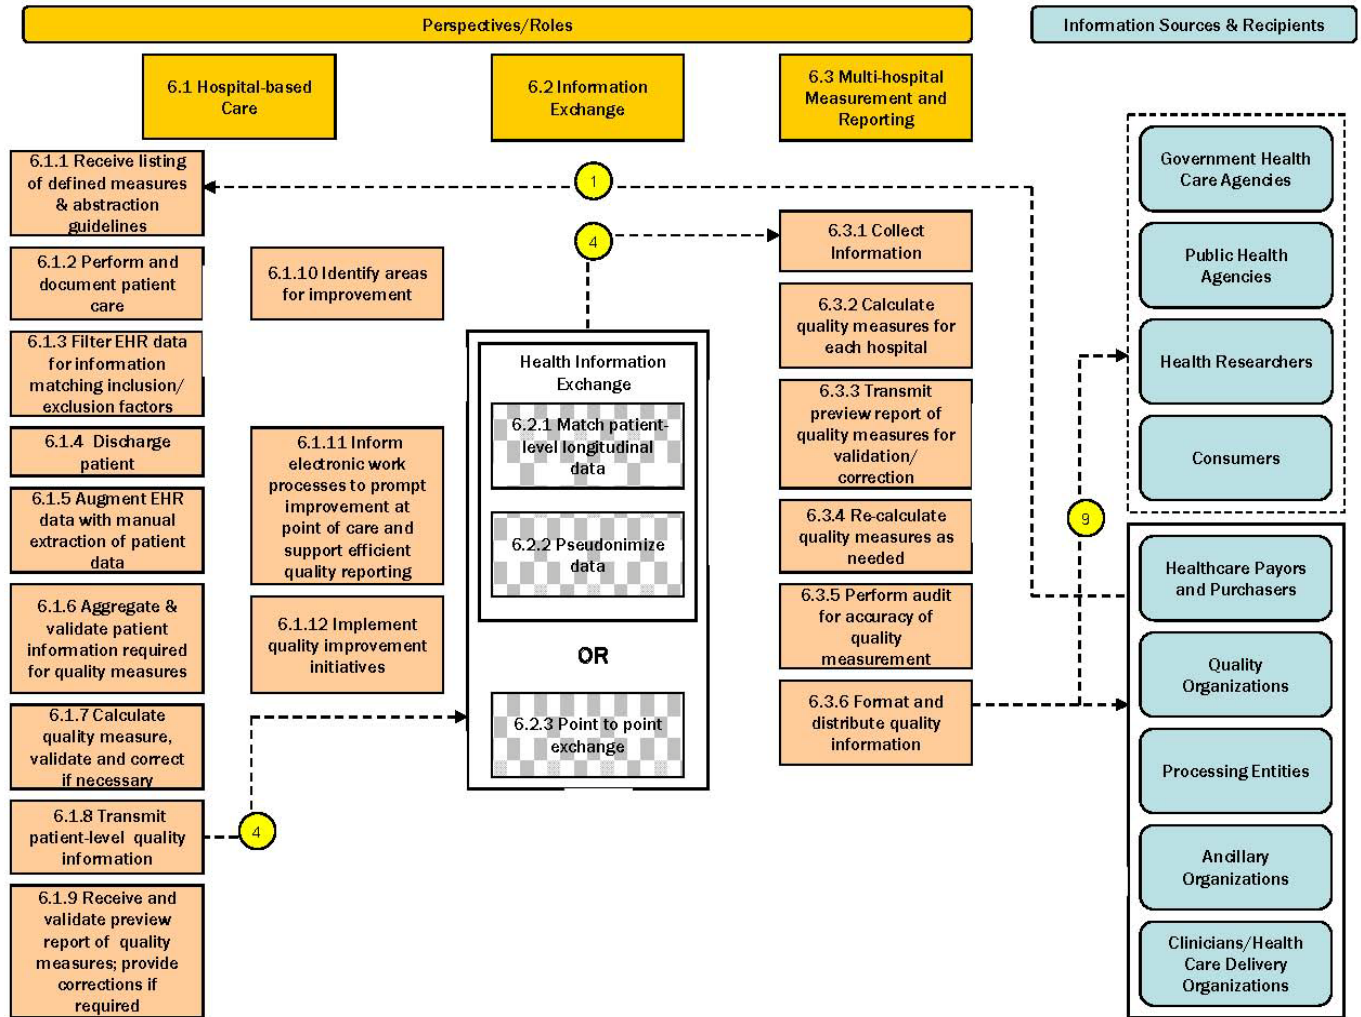 Perspectives/Roles
Information Sources & Recipients
6.1 Hospital-based
Care
6.2 Information
Exchange
6.3 Multi-hospital
Measurement and
Reporting
6.1.1 Receive listing
of defined measures
& abstraction
guidelines
6.1.2 Perform and
document patient
care
6.1.3 Filter EHR data
for information
matching inclusion/
exclusion factors
6.1.4 Discharge
patient
6.1.5 Augment EHR
data with manual
extraction of patient
data
6.1.6 Aggregate &
validate patient
information required
for quality measures
6.1.7 Calculate
quality measure,
validate and correct
if necessary
6.1.8 Transmit
patient-level quality
information
6.1.9 Receive and
validate preview
report of quality
measures; provide
corrections if
required
6.1.10 Identify areas
for improvement
6.1.11 Inform
electronic work
processes to prompt
improvement at
point of care and
support efficient
quality reporting
6.1.12 Implement
quality improvement
initiatives
4
1
4
Health Information
Exchange
6.2.1 Match patient-
level longitudinal
data
6.2.2 Pseudonimize
data
OR
6.2.3 Point to point
exchange
6.3.1 Collect
Information
6.3.2 Calculate
quality measures for
each hospital
6.3.3 Transmit
preview report of
quality measures for
validation/
correction
6.3.4 Re-calculate
quality measures as
needed
6.3.5 Perform audit
for accuracy of
quality
measurement
6.3.6 Format and
distribute quality
information
9
Government Health
Care Agencies
Public Health
Agencies
Health Researchers
Consumers
Healthcare Payors
and Purchasers
Quality
Organizations
Processing Entities
Ancillary
Organizations
Clinicians/Health
Care Delivery
Organizations